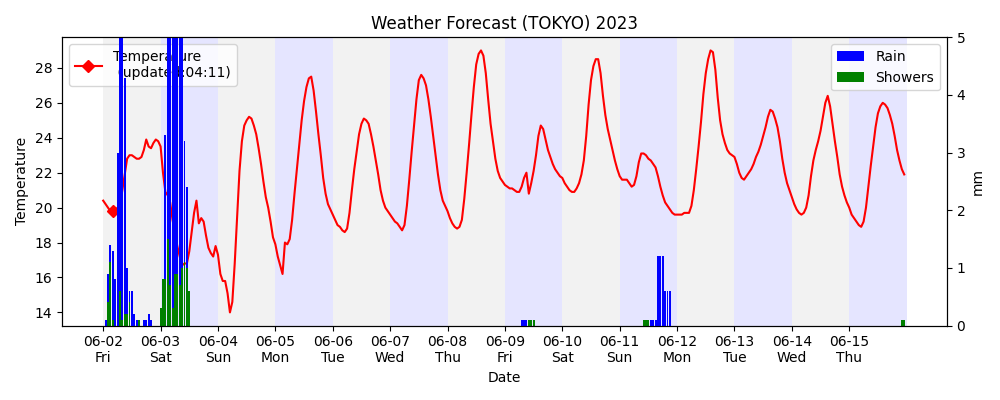 Weather Forecast (TOKYO) 2023
Temperature
Rain
Showers
28
26
24
22
20
18
16
14
5
4
3
2
1
0
Temperature
mm
06-02 06-03 06-04 06-05 06-06 06-07 06-08 06-09 06-10 06-11 06-12 06-13 06-14 06-15
Fri Sat Sun Mon Tue Wed Thu Fri Sat Sun Mon Tue Wed Thu
Date